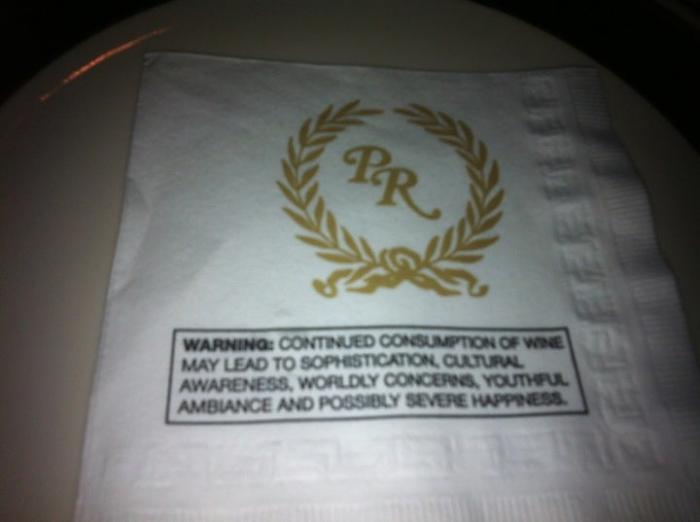 PR
WARNING: CONTINUED CONSUMPTION OF WINE
MAY LEAD TO SOPHISTICATION, CULTURAL
AWARENESS, WORLDLY CONCERNS, YOUTHFUL
AMBIANCE AND POSSIBLY SEVERE HAPPINESS.